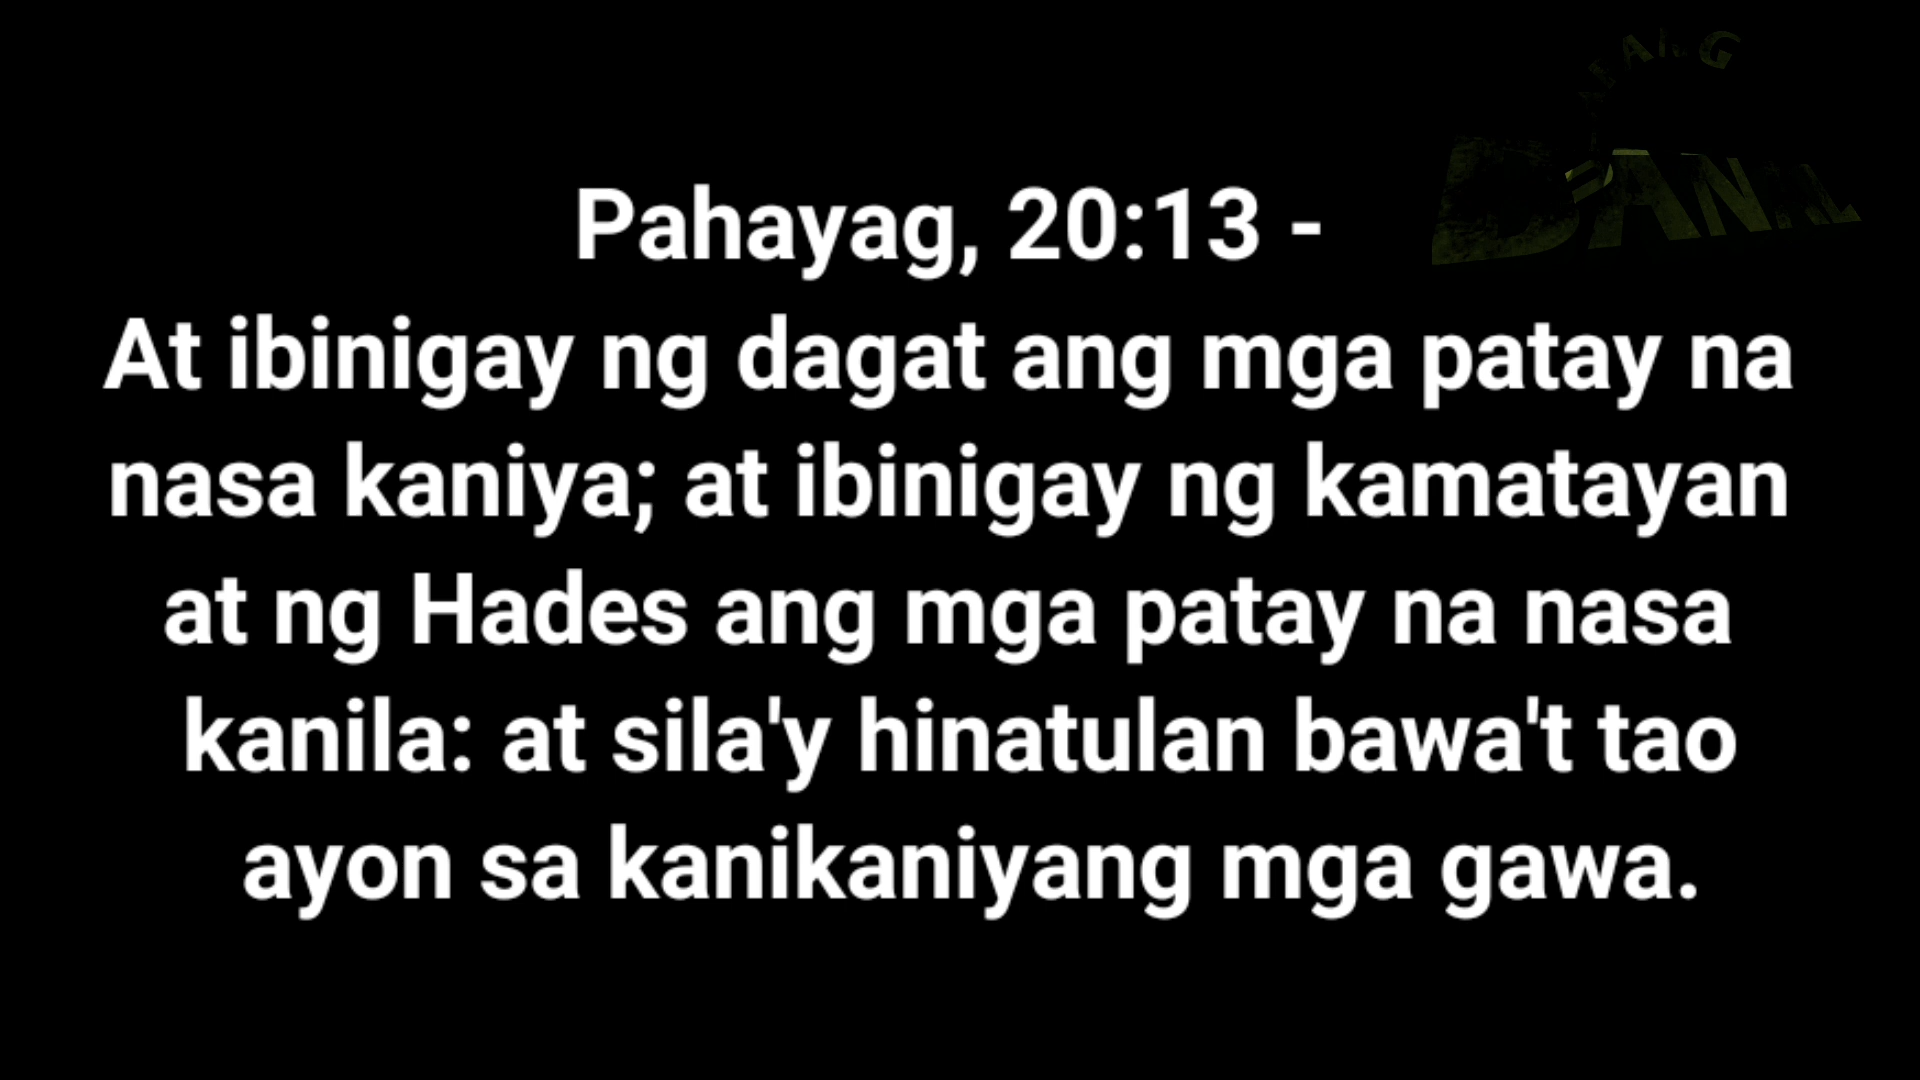 Pahayag, 20:13 -
At ibinigay ng dagat ang mga patay na
nasa kaniya; at ibinigay ng kamatayan
at ng Hades ang mga patay na nasa
kanila: at sila'y hinatulan bawa't tao
ayon sa kanikaniyang mga gawa.